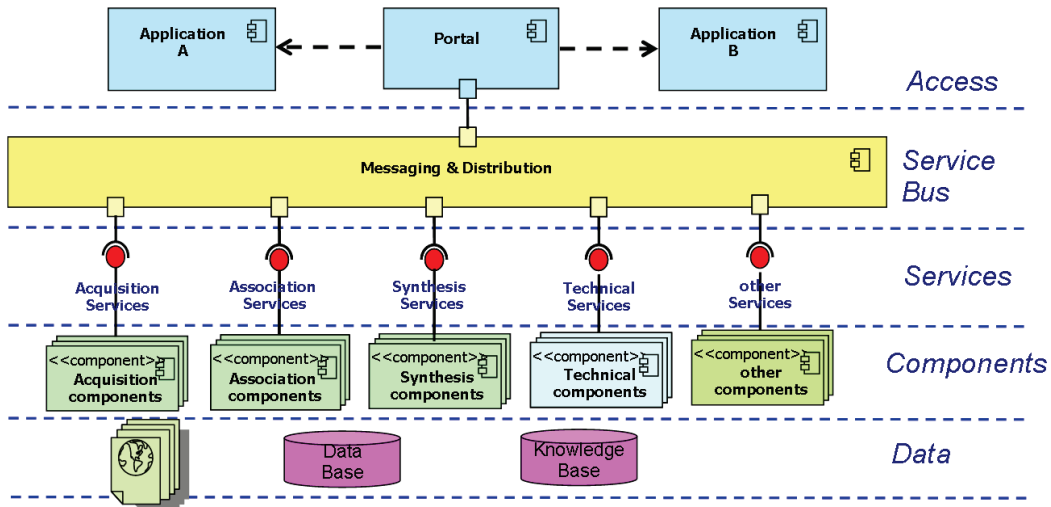 Application
A
Portal
Application
B
Access
Messaging & Distribution
Service
Bus
Acquisition
Services
Association
Services
Synthesis
Services
Technical
Services
other
Services
Services
<<component>>
Acquisition
components
<<component>>
Association
components
<<component>>
Synthesis
components
<<component>>
Technical
components
<<component>>
other
components
Components
Data
Base
Knowledge
Base
Data